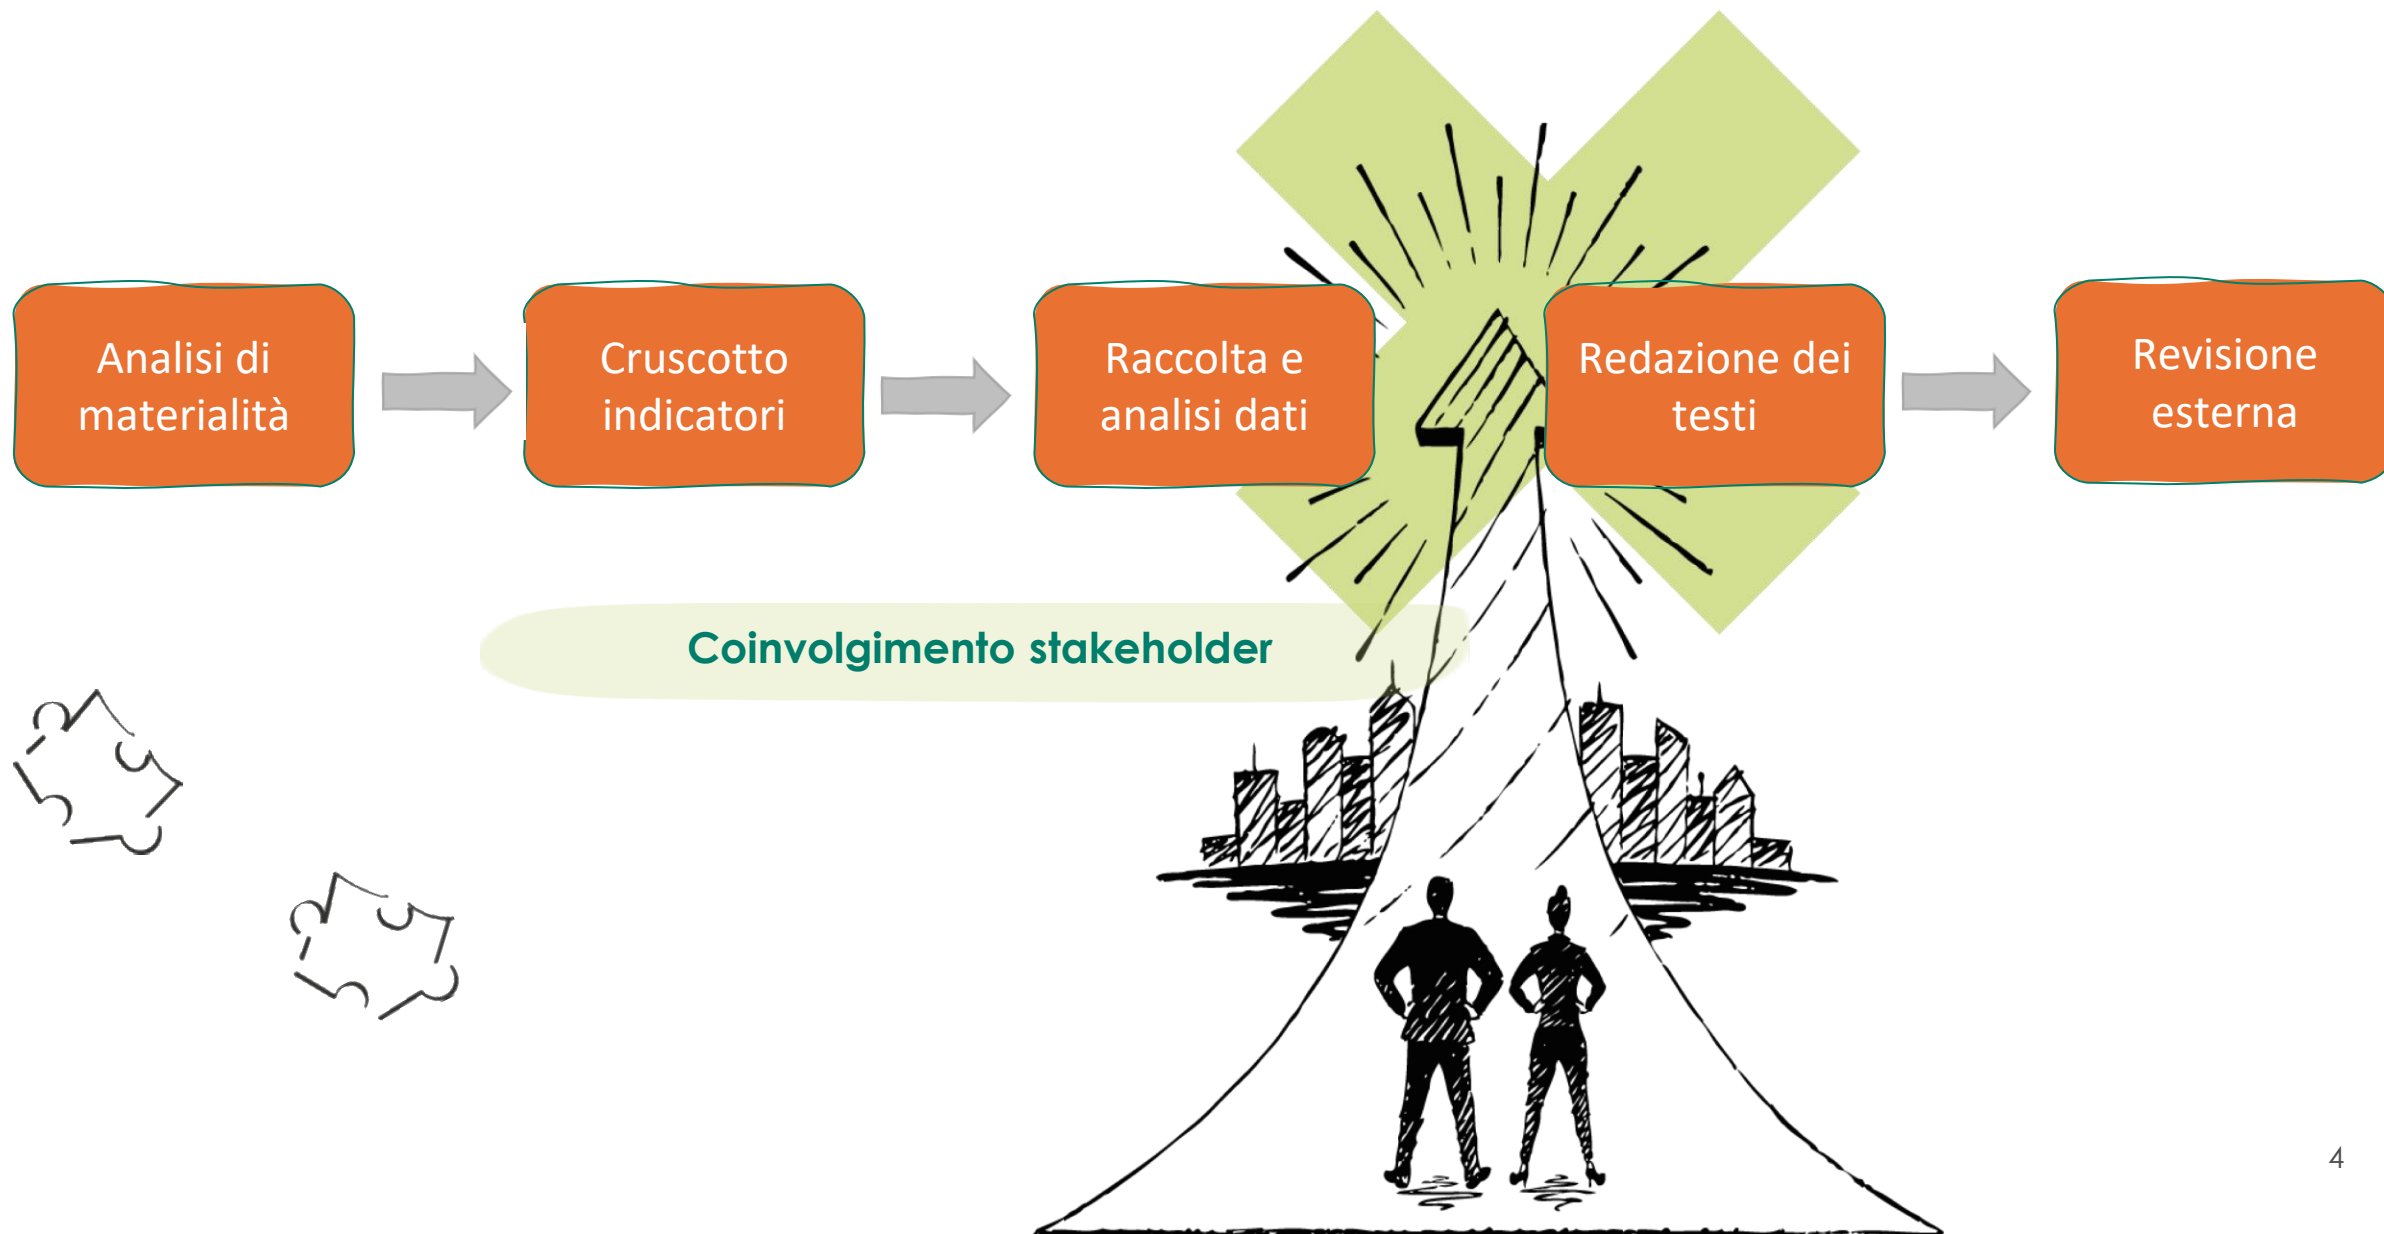 Analisi di
materialità
Cruscotto
indicatori
Raccolta e
analisi dati
Redazione dei
testi
Revisione
esterna
Coinvolgimento stakeholder
4